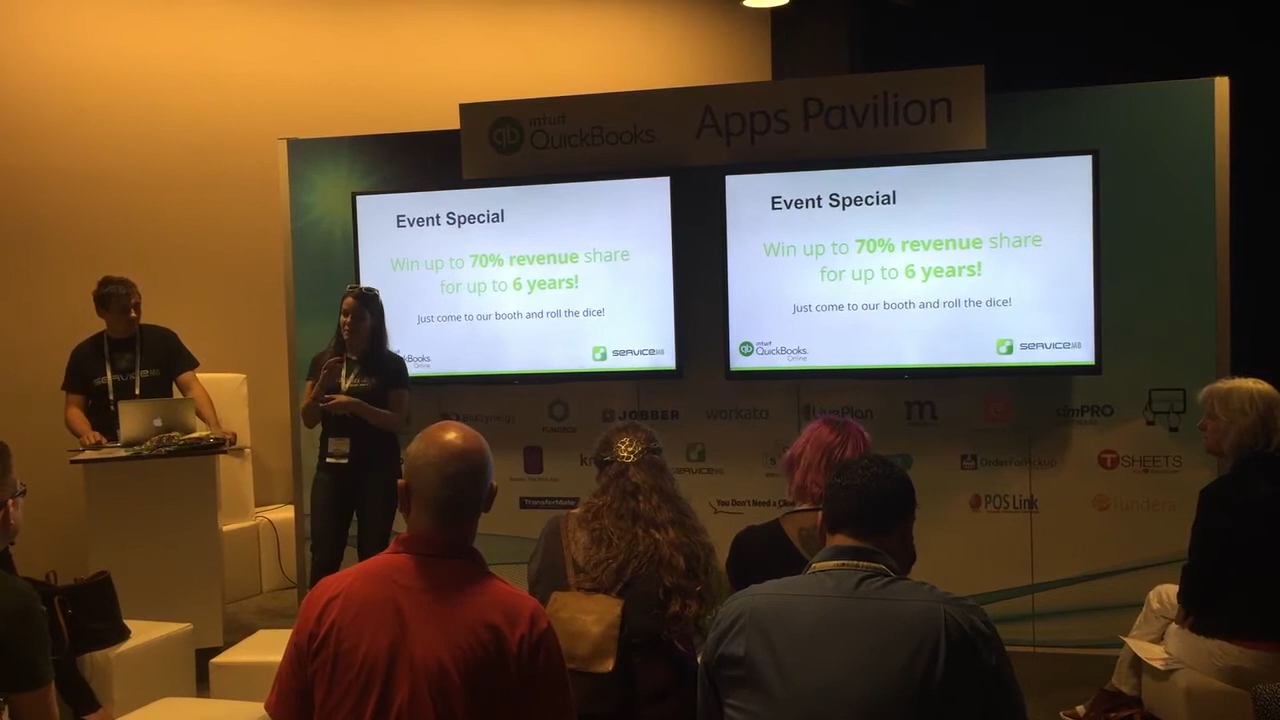 intuit
QuickBooks
Apps Pavilion
Event Special
Win up to 70% revenue share
for up to 6 years!
Just come to our booth and roll the dice!
Online
Event Special
Win up to 70% revenue share
for up to 6 years!
Just come to our booth and roll the dice!
intuit
QuickBooks
Online
SERVICE
JOBBER
workato
LivePlan
m
simPRO
OrderForPickup
TSHEETS
TransferMate
You Don't Need a
POS Link
fundera